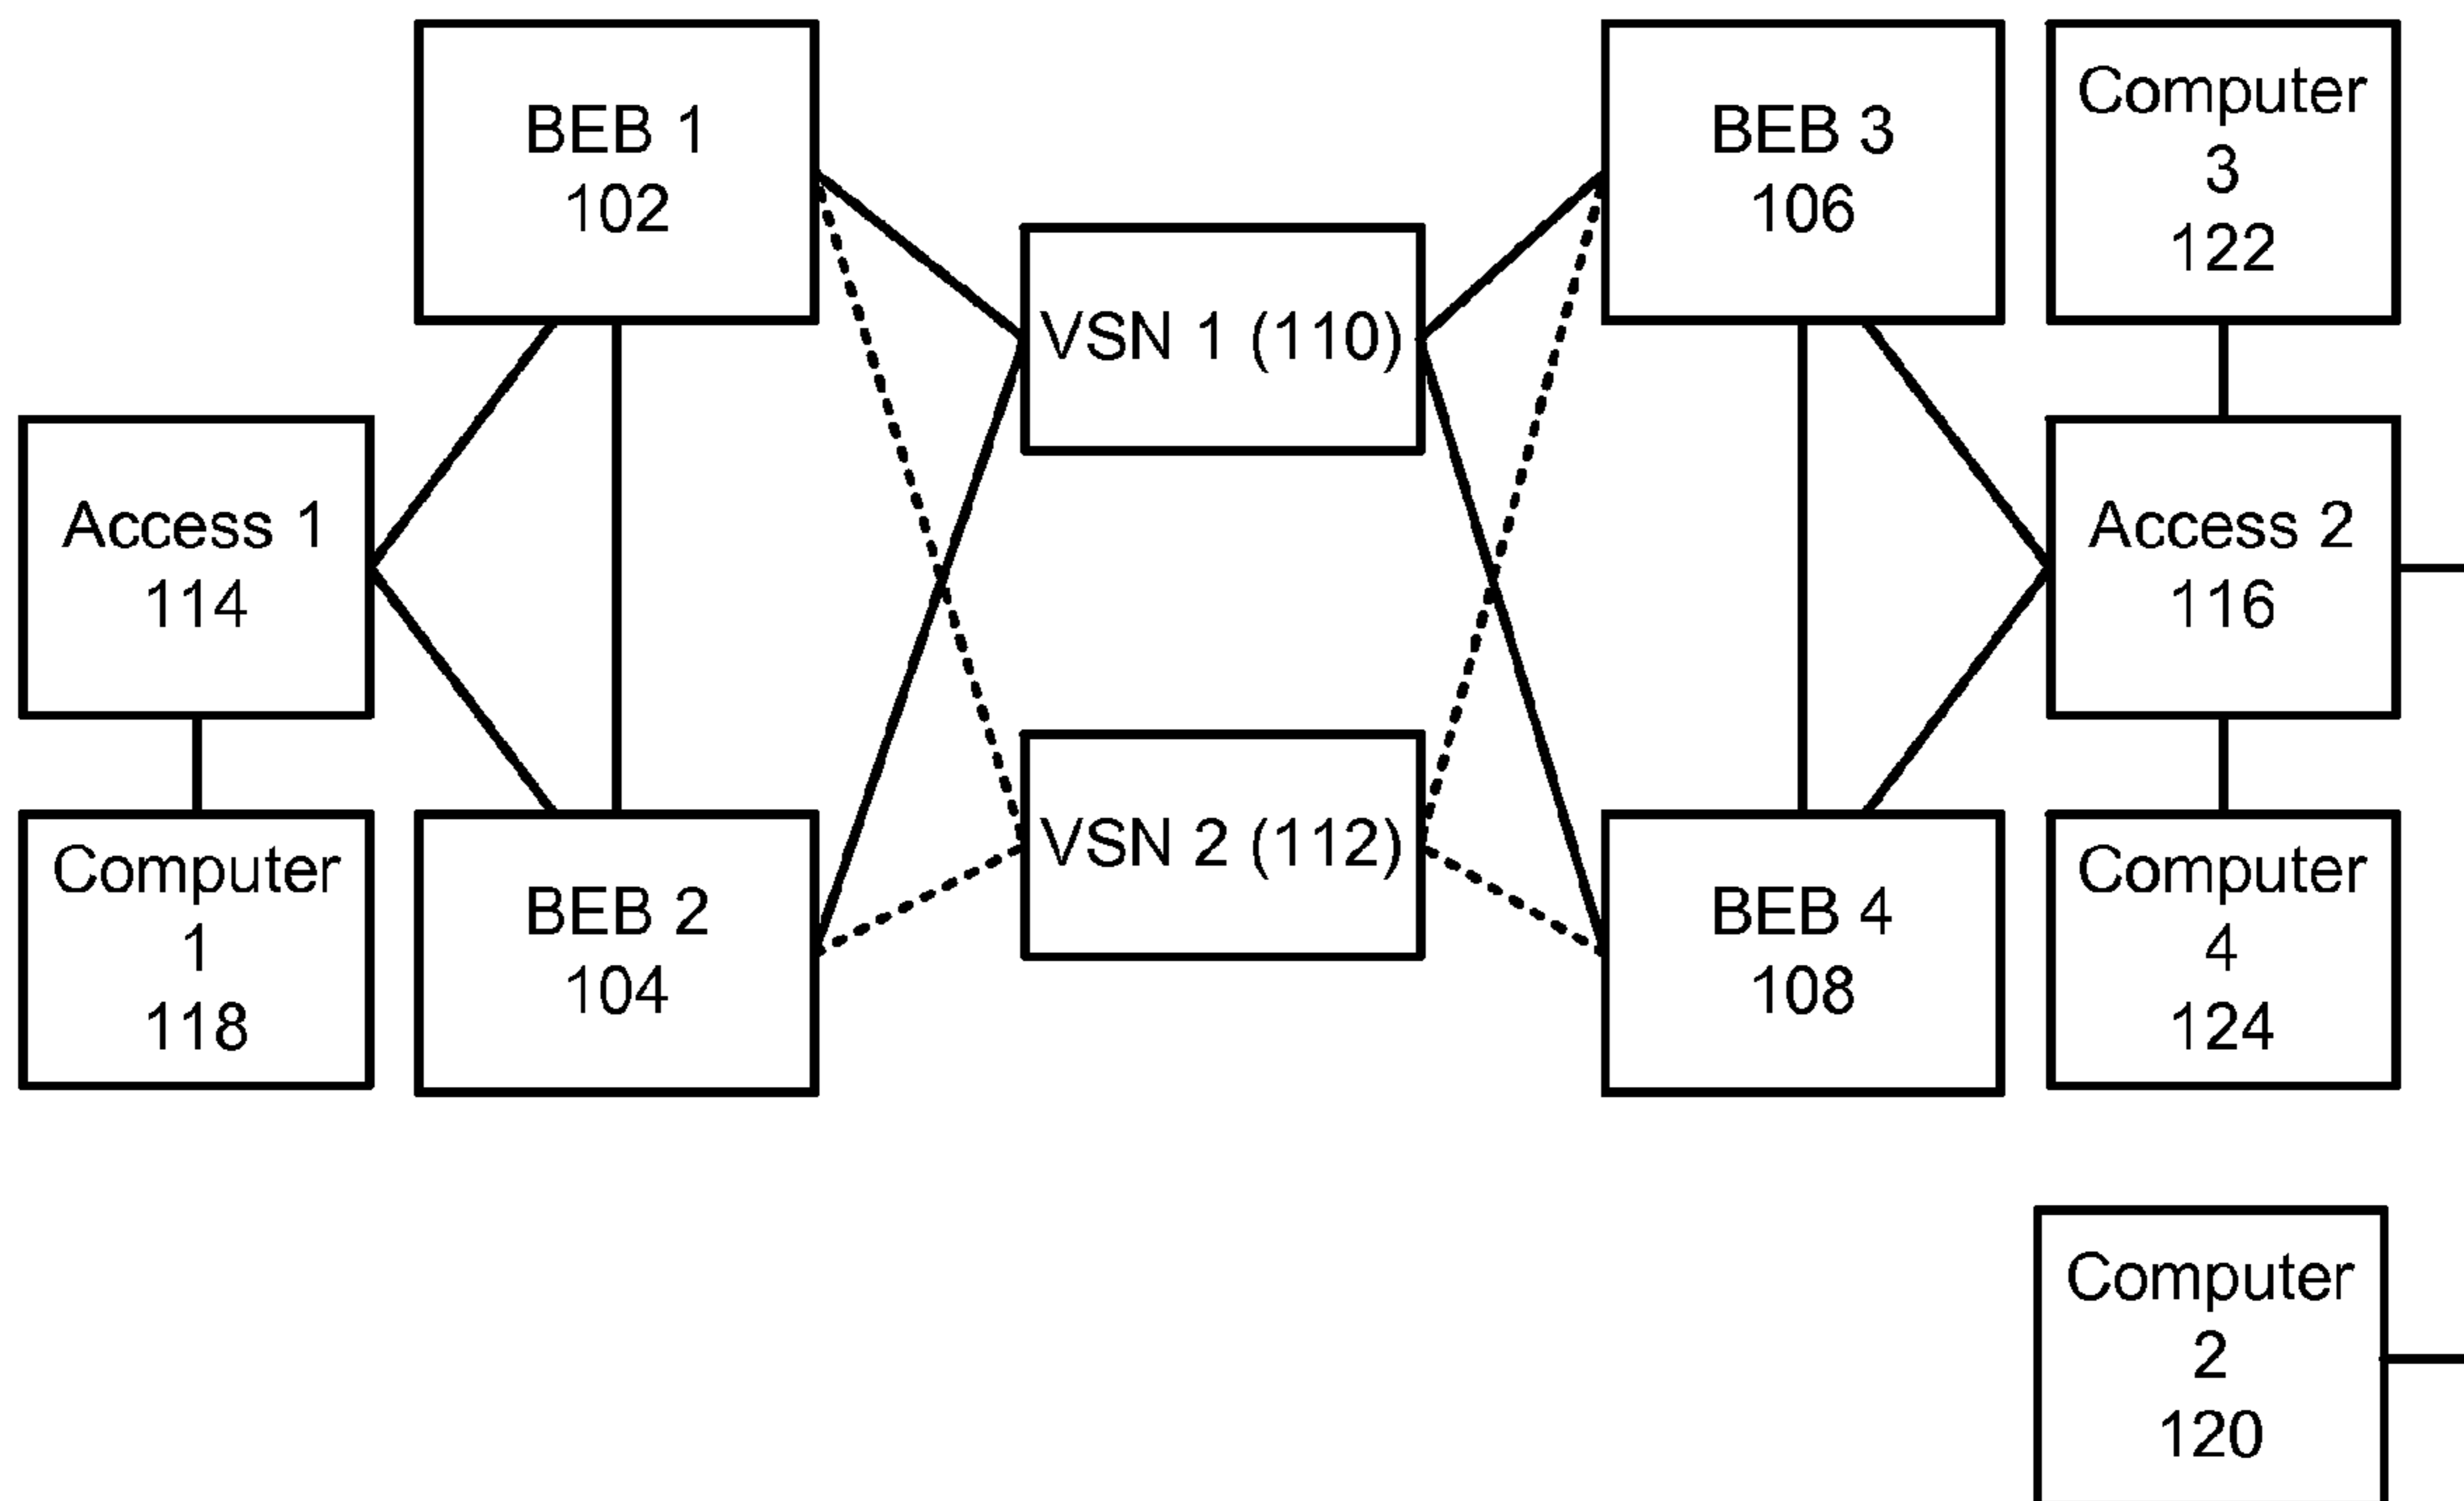 BEB 1
102
BEB 3
106
Computer
3
122
VSN 1 (110)
Access 1
114
Access 2
116
VSN 2 (112)
Computer
1
118
BEB 2
104
BEB 4
108
Computer
4
124
Computer
2
120